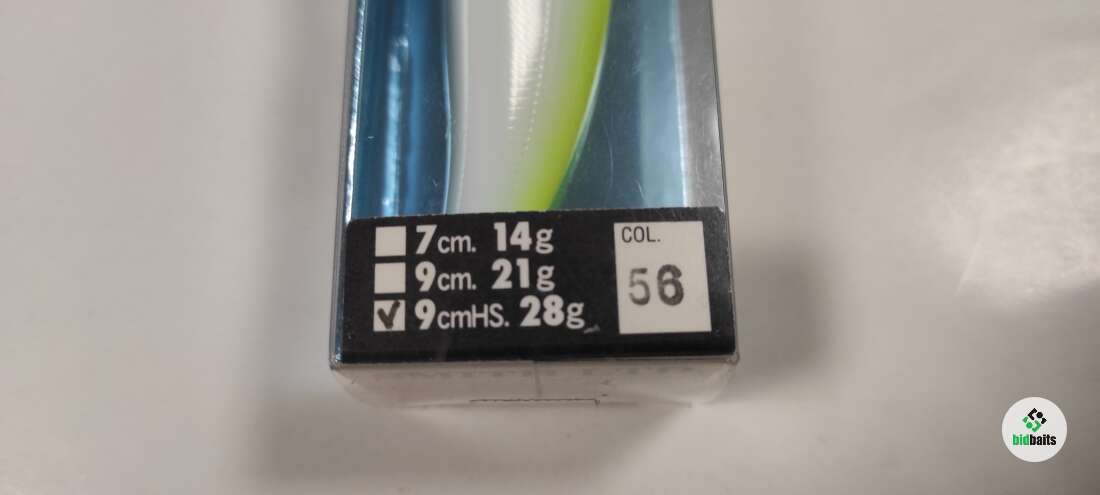 7cm. 14g
9cm. 21g
9cmHS. 28g
COL.
56
bidbaits